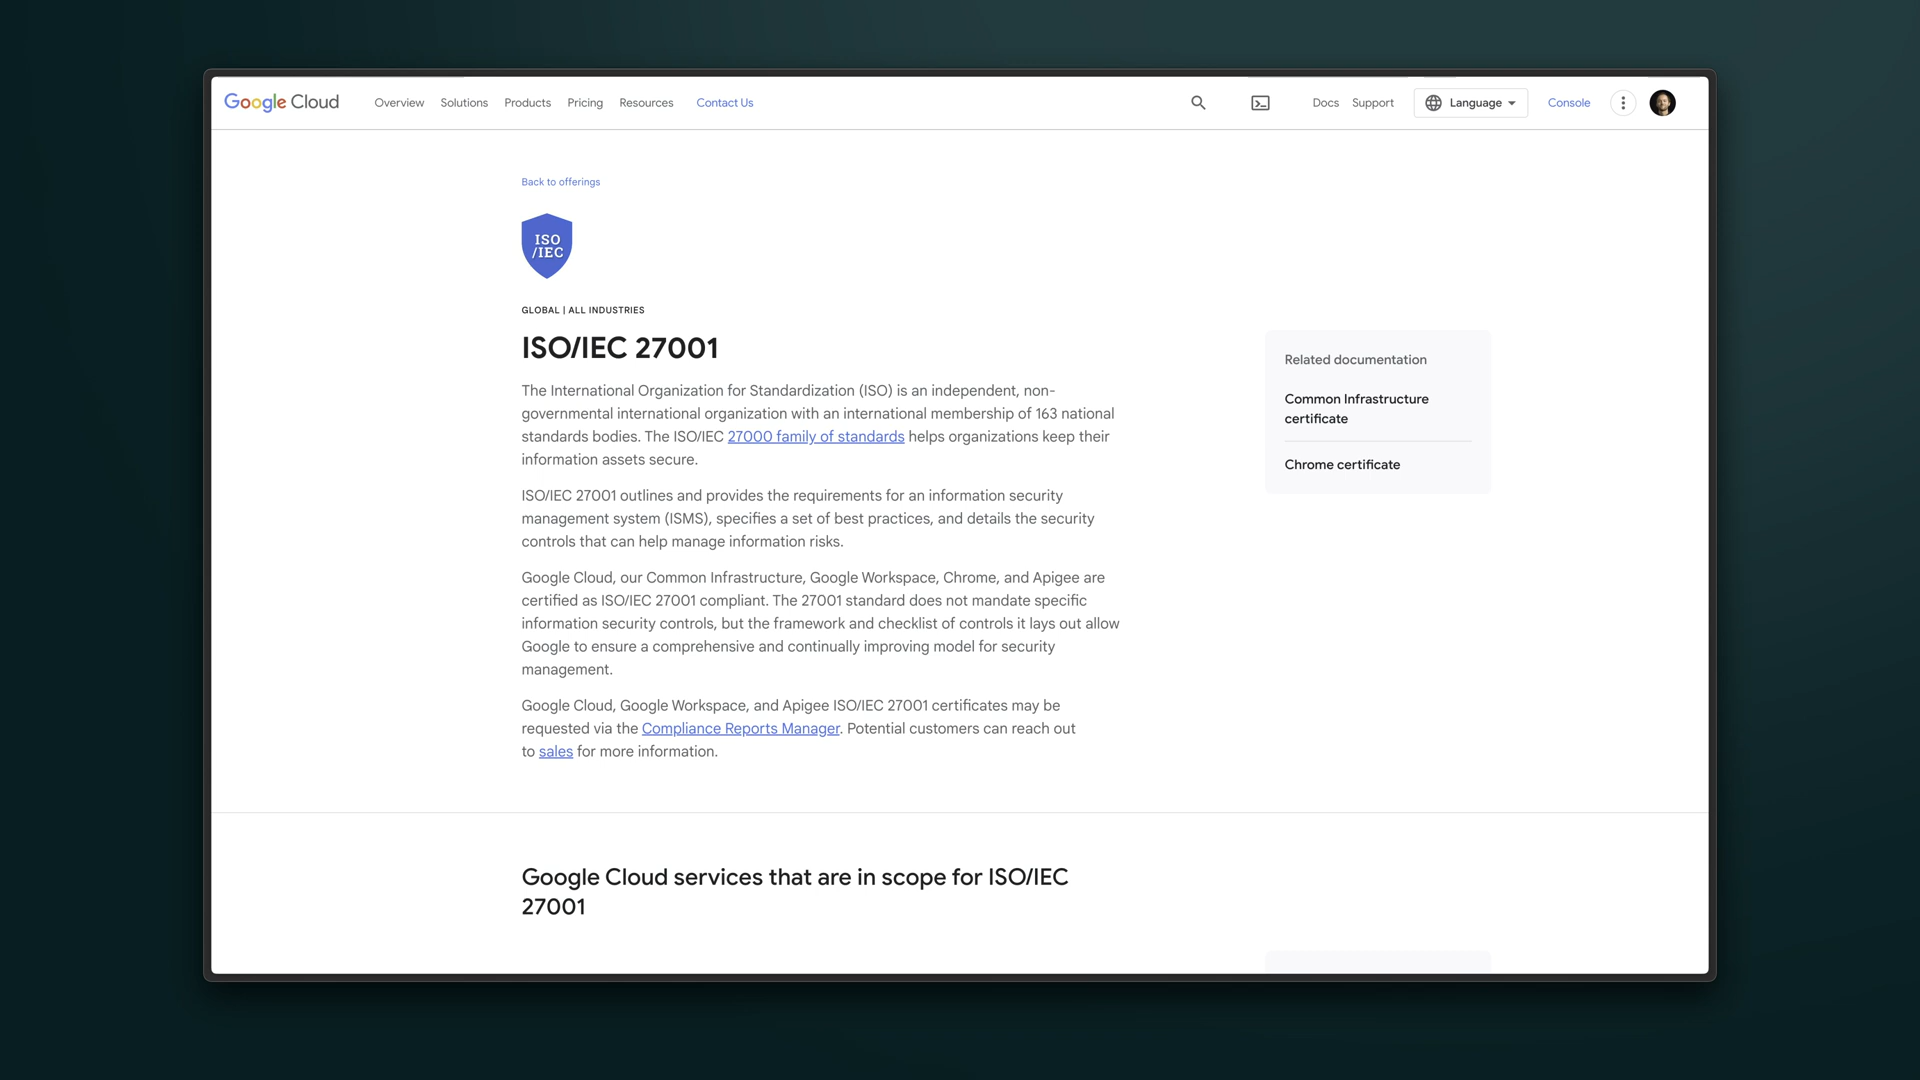 Google Cloud
Overview
Solutions
Products
Pricing
Resources
Contact Us
Docs
Support
Language
Console
Back to offerings
ISO
/IEC
GLOBAL | ALL INDUSTRIES
ISO/IEC 27001
The International Organization for Standardization (ISO) is an independent, non-
governmental international organization with an international membership of 163 national
standards bodies. The ISO/IEC 27000 family of standards helps organizations keep their
information assets secure.
ISO/IEC 27001 outlines and provides the requirements for an information security
management system (ISMS), specifies a set of best practices, and details the security
controls that can help manage information risks.
Google Cloud, our Common Infrastructure, Google Workspace, Chrome, and Apigee are
certified as ISO/IEC 27001 compliant. The 27001 standard does not mandate specific
information security controls, but the framework and checklist of controls it lays out allow
Google to ensure a comprehensive and continually improving model for security
management.
Google Cloud, Google Workspace, and Apigee ISO/IEC 27001 certificates may be
requested via the Compliance Reports Manager. Potential customers can reach out
to sales for more information.
Related documentation
Common Infrastructure
certificate
Chrome certificate
Google Cloud services that are in scope for ISO/IEC
27001